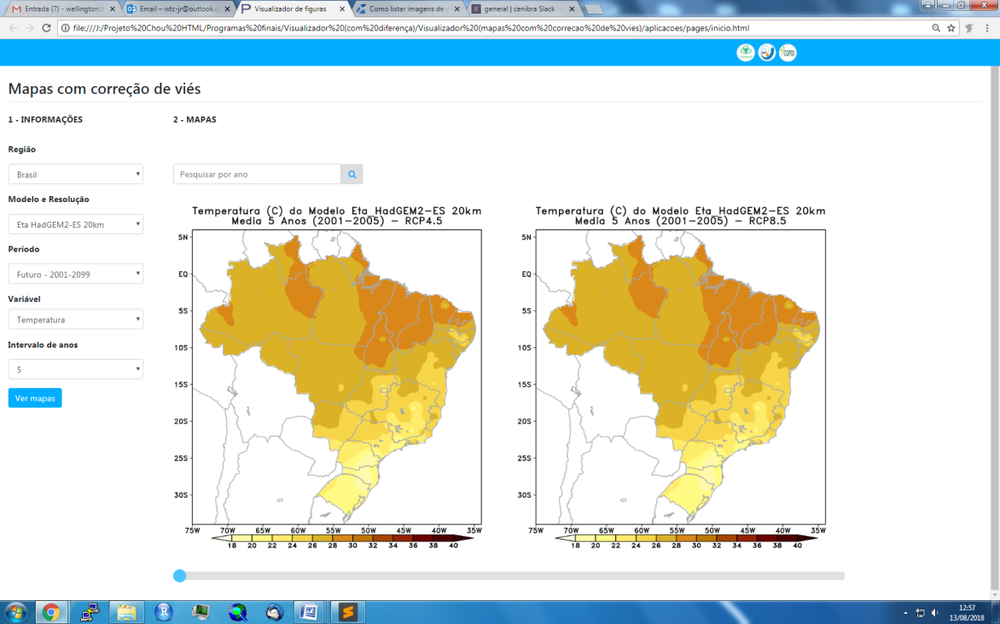 Entrada (7) - wellington.l
Email – wtc-jr@outlook.c
Visualizador de figuras
Como listar imagens de
general | cenibra Slack
file:///J:/Projeto%20Chou%20HTML/Programas%20finais/Visualizador%20(com%20diferença)/Visualizador%20(mapas%20com%20correcao%20de%20vies)/aplicacoes/pages/inicio.html
CGPDI
Mapas com correção de viés
1 - INFORMAÇÕES
2 - MAPAS
Região
Brasil
Pesquisar por ano
Modelo e Resolução
Eta HadGEM2-ES 20km
Período
Futuro - 2001-2099
Variável
Temperatura
Intervalo de anos
5
Ver mapas
Temperatura (C) do Modelo Eta HadGEM2-ES 20km
Media 5 Anos (2001-2005) - RCP4.5
5N
EQ
5S
10S
15S
20S
25S
30S
75W 70W 65W 60W 55W 50W 45W 40W 35W
18 20 22 24 26 28 30 32 34 36 38 40
Temperatura (C) do Modelo Eta HadGEM2-ES 20km
Media 5 Anos (2001-2005) - RCP8.5
5N
EQ
5S
10S
15S
20S
25S
30S
75W 70W 65W 60W 55W 50W 45W 40W 35W
18 20 22 24 26 28 30 32 34 36 38 40
12:57
13/08/2018